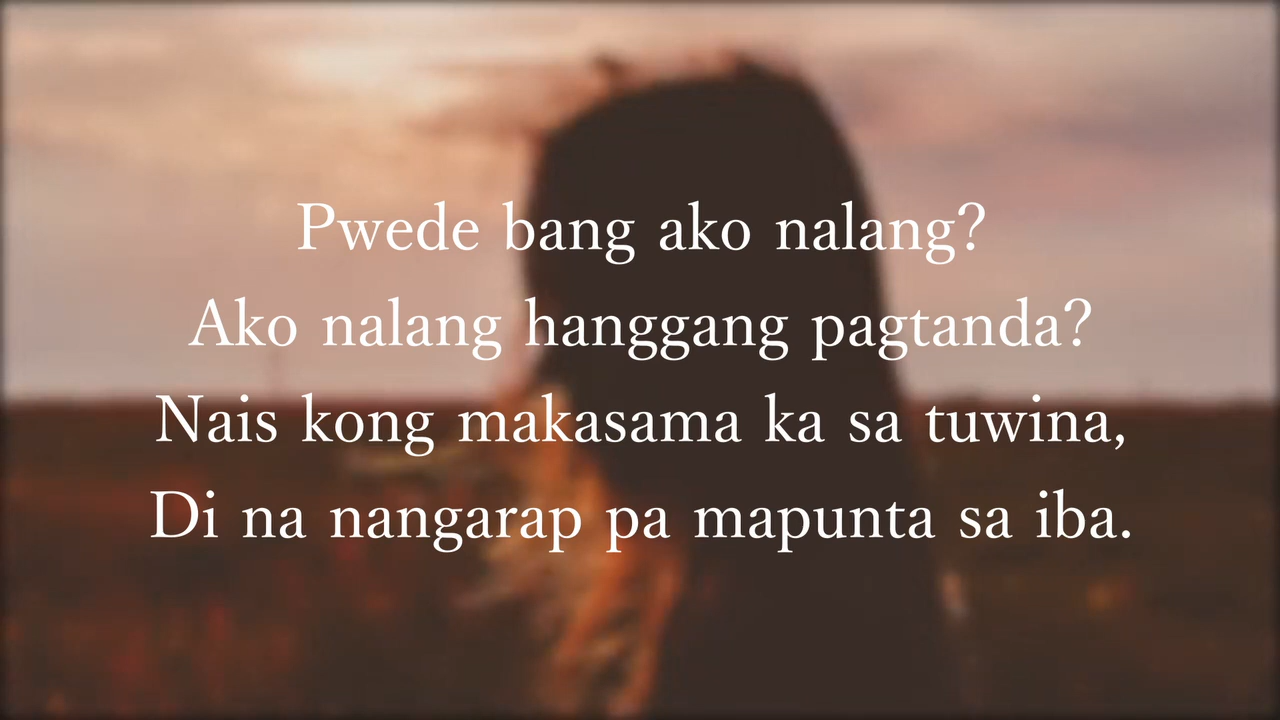 Pwede bang ako nalang?
Ako nalang hanggang pagtanda?
Nais kong makasama ka sa tuwina,
Di na nangarap pa mapunta sa iba.